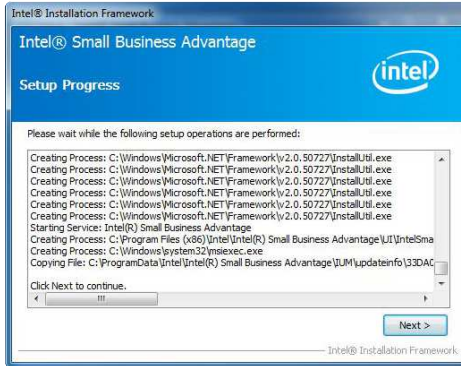 Intel® Installation Framework
Intel® Small Business Advantage
Setup Progress
intel
Please wait while the following setup operations are performed:
Creating Process: C:\Windows\Microsoft.NET\Framework\v2.0.50727\InstallUtil.exe
Creating Process: C:\Windows\Microsoft.NET\Framework\v2.0.50727\InstallUtil.exe
Creating Process: C:\Windows\Microsoft.NET\Framework\v2.0.50727\InstallUtil.exe
Creating Process: C:\Windows\Microsoft.NET\Framework\v2.0.50727\InstallUtil.exe
Creating Process: C:\Windows\Microsoft.NET\Framework\v2.0.50727\InstallUtil.exe
Creating Process: C:\Windows\Microsoft.NET\Framework\v2.0.50727\InstallUtil.exe
Starting Service: Intel(R) Small Business Advantage
Creating Process: C:\Program Files (x86)\Intel\Intel(R) Small Business Advantage\UI\IntelSma
Creating Process: C:\Windows\system32\msiexec.exe
Copying File: C:\ProgramData\Intel\Intel(R) Small Business Advantage\IUM\updateinfo\33DAC
Click Next to continue.
Next >
Intel® Installation Framework